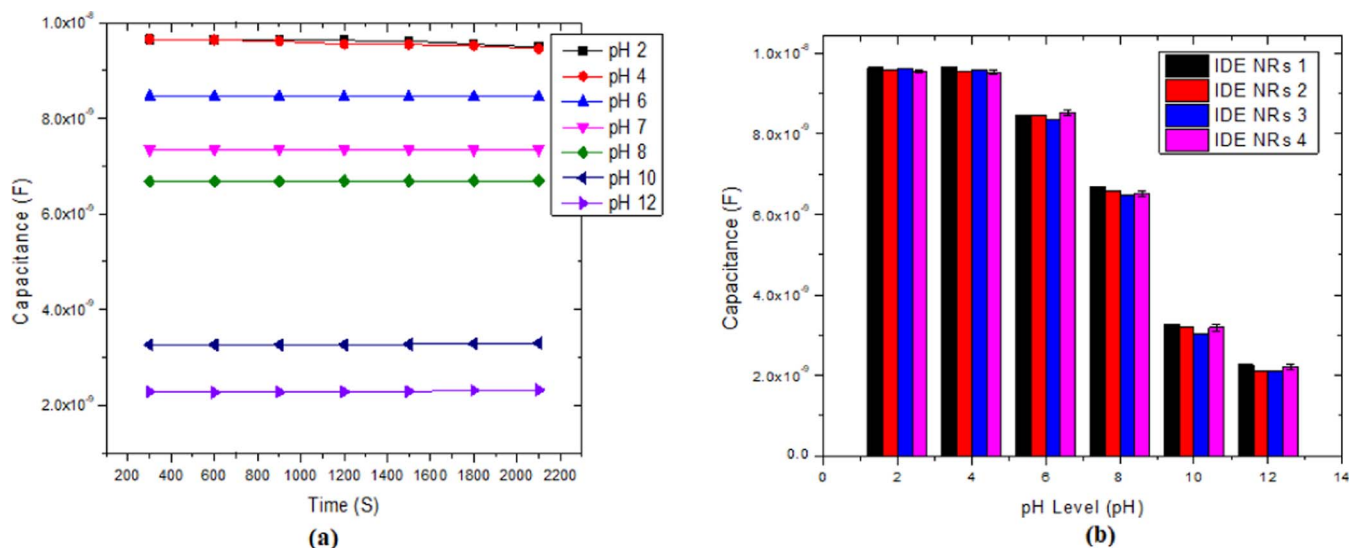 1.0x10⁻⁸
8.0x10⁻⁹
6.0x10⁻⁹
4.0x10⁻⁹
2.0x10⁻⁹
Capacitance (F)
200 400 600 800 1000 1200 1400 1600 1800 2000 2200
Time (S)
pH 2
pH 4
pH 6
pH 7
pH 8
pH 10
pH 12
(a)
1.0x10⁻⁸
8.0x10⁻⁹
6.0x10⁻⁹
4.0x10⁻⁹
2.0x10⁻⁹
0.0
Capacitance (F)
0 2 4 6 8 10 12 14
pH Level (pH)
IDE NRs 1
IDE NRs 2
IDE NRs 3
IDE NRs 4
(b)